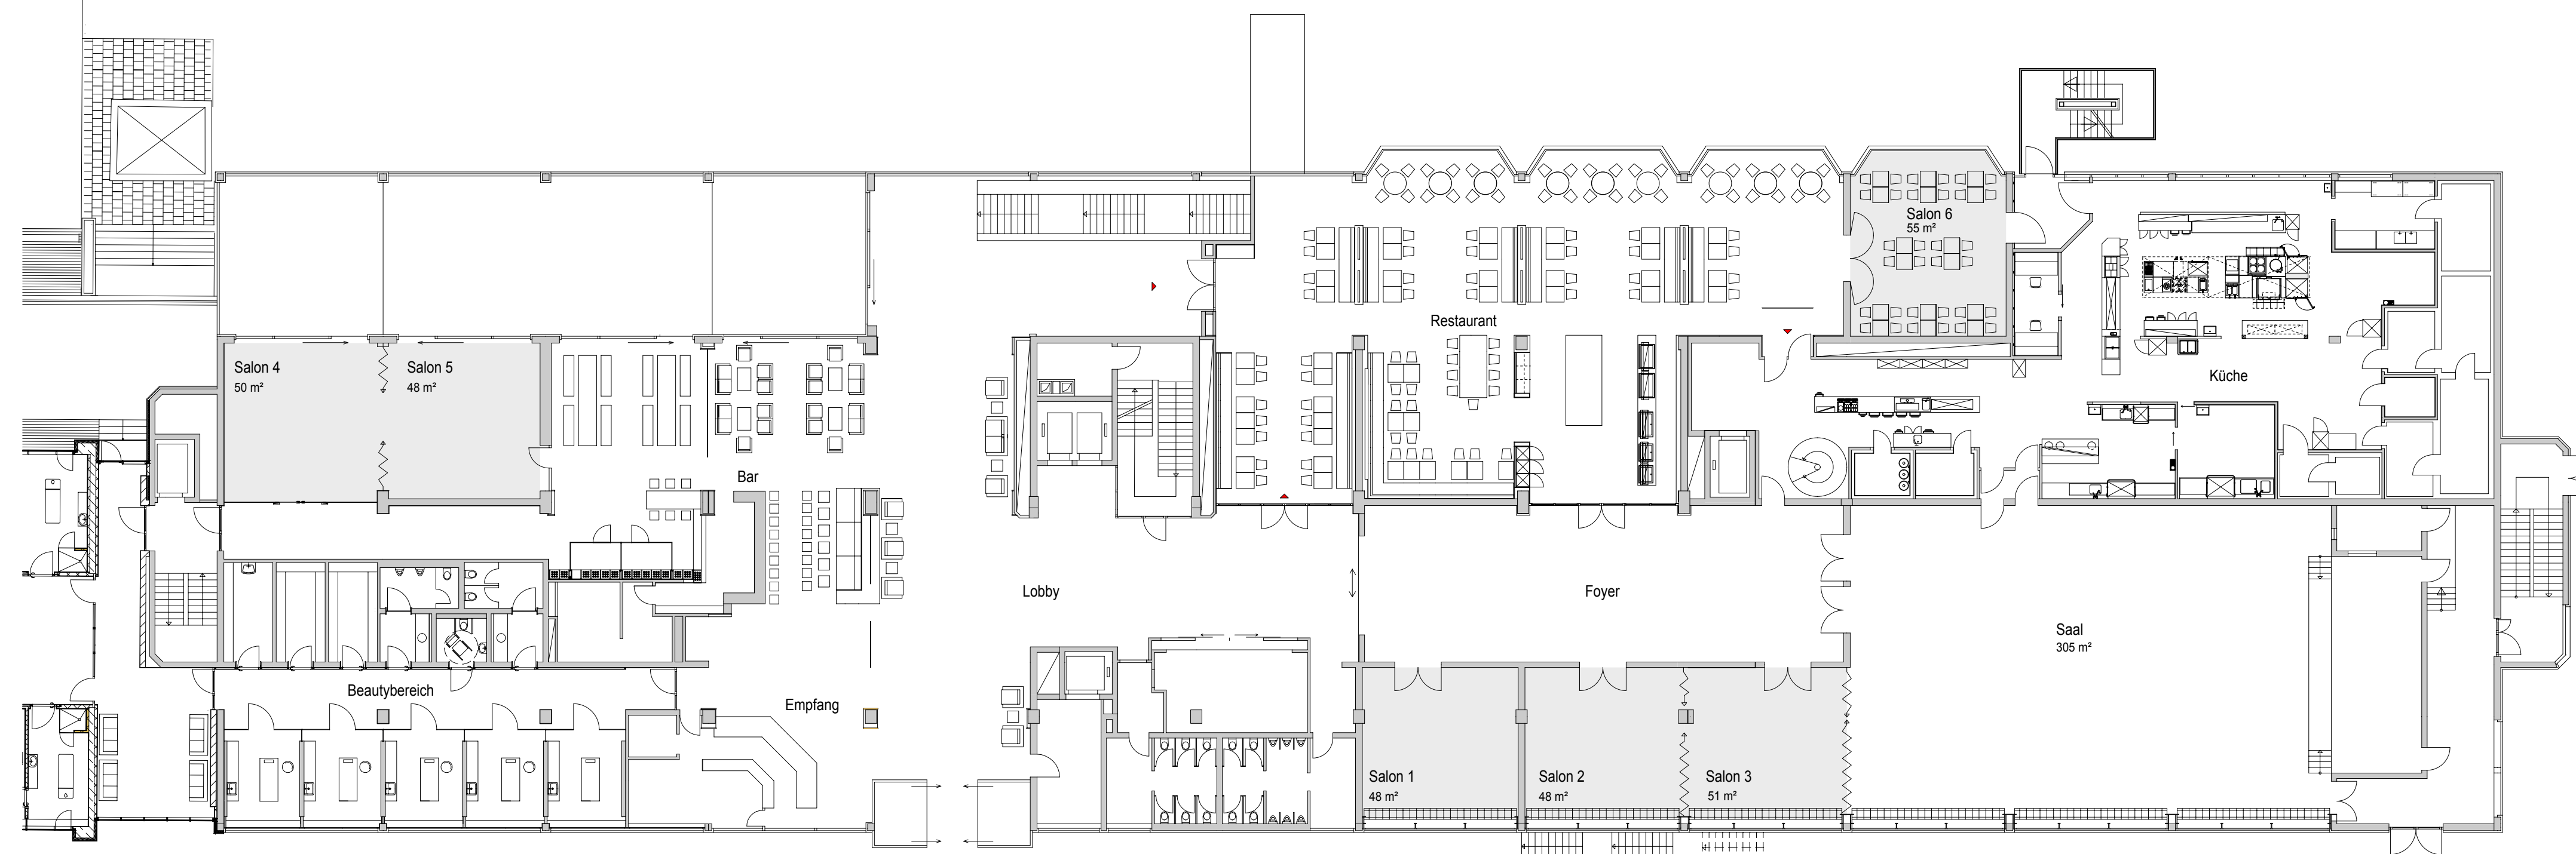 Salon 6
55 m²
Restaurant
Salon 4
50 m²
Salon 5
48 m²
Küche
Bar
Lobby
Foyer
Saal
305 m²
Beautybereich
Empfang
Salon 1
48 m²
Salon 2
48 m²
Salon 3
51 m²